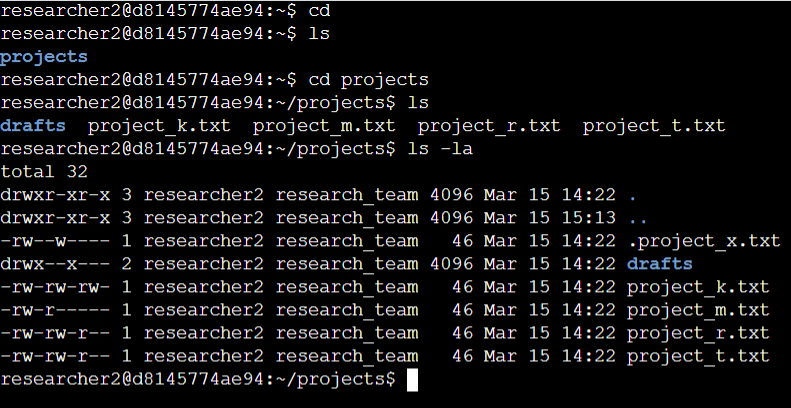 researcher2@d8145774ae94:~$ cd
researcher2@d8145774ae94:~$ ls
projects
researcher2@d8145774ae94:~$ cd projects
researcher2@d8145774ae94:~/projects$ ls
drafts  project_k.txt  project_m.txt  project_r.txt  project_t.txt
researcher2@d8145774ae94:~/projects$ ls -la
total 32
drwxr-xr-x 3 researcher2 research_team 4096 Mar 15 14:22 .
drwxr-xr-x 3 researcher2 research_team 4096 Mar 15 15:13 ..
-rw--w---- 1 researcher2 research_team   46 Mar 15 14:22 .project_x.txt
drwx--x--- 2 researcher2 research_team 4096 Mar 15 14:22 drafts
-rw-rw-rw- 1 researcher2 research_team   46 Mar 15 14:22 project_k.txt
-rw-r----- 1 researcher2 research_team   46 Mar 15 14:22 project_m.txt
-rw-rw-r-- 1 researcher2 research_team   46 Mar 15 14:22 project_r.txt
-rw-rw-r-- 1 researcher2 research_team   46 Mar 15 14:22 project_t.txt
researcher2@d8145774ae94:~/projects$